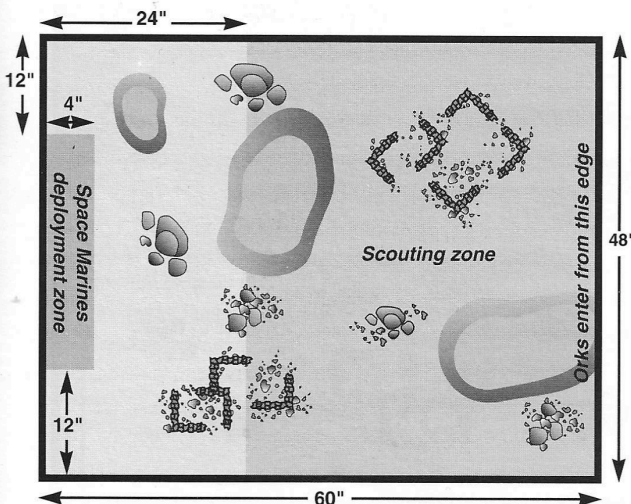 24"
12"
4"
Space Marines
deployment zone
Scouting zone
Orks enter from this edge
48"
12"
60"